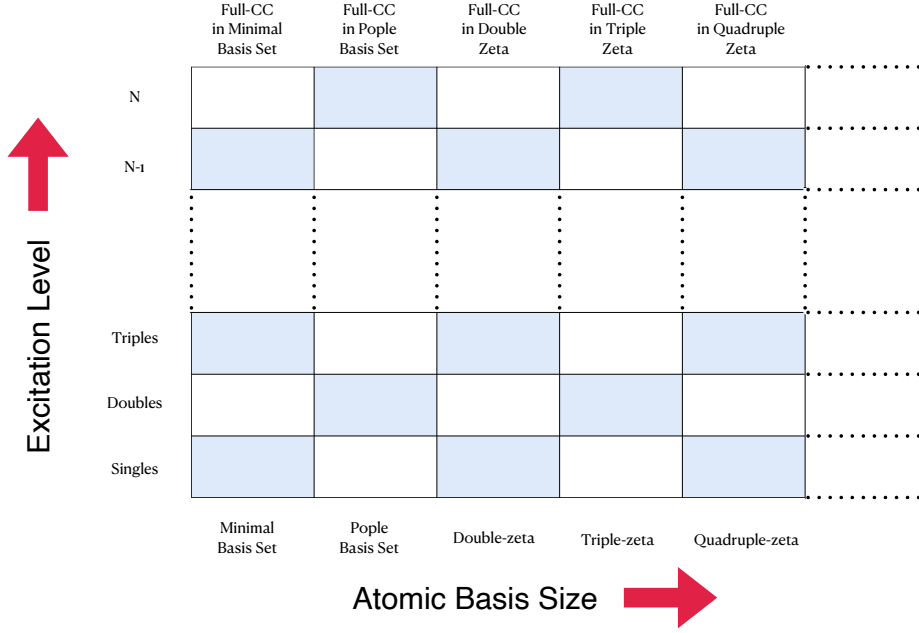 Full-CC
in Minimal
Basis Set
Full-CC
in Pople
Basis Set
Full-CC
in Double
Zeta
Full-CC
in Triple
Zeta
Full-CC
in Quadruple
Zeta
N
N-1
Excitation Level
Triples
Doubles
Singles
Minimal
Basis Set
Pople
Basis Set
Double-zeta
Triple-zeta
Quadruple-zeta
Atomic Basis Size